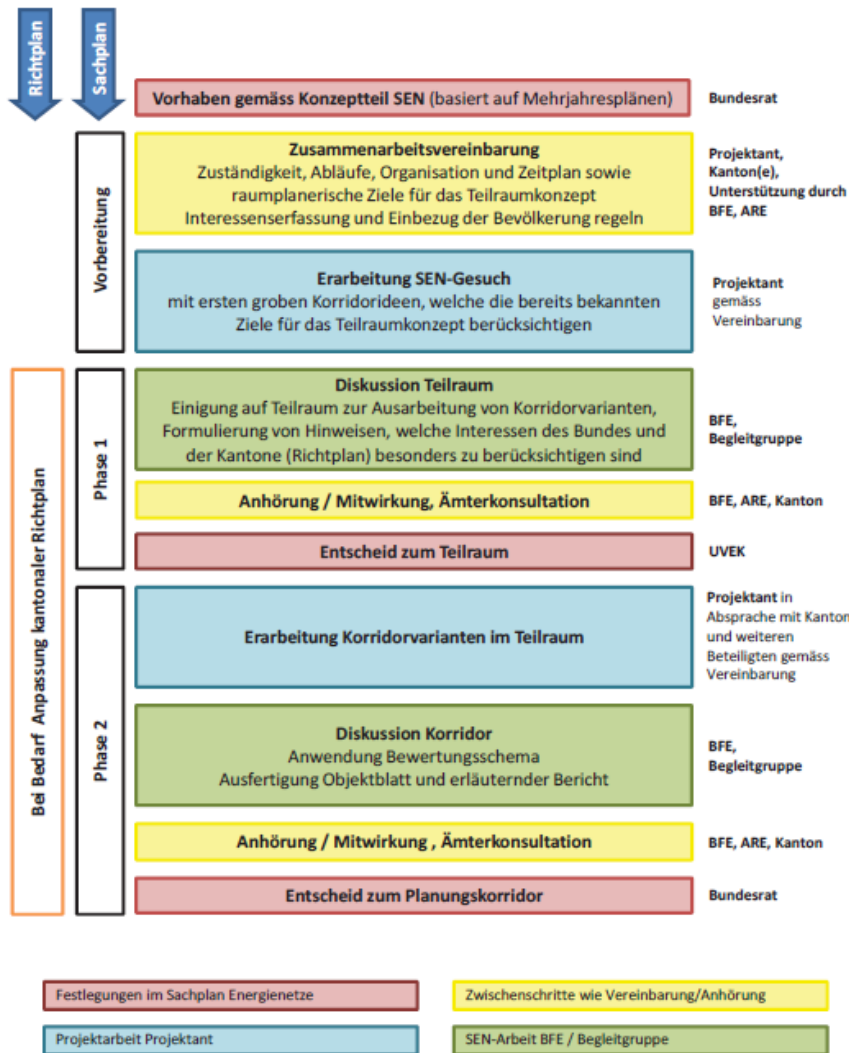 Richtplan
Sachplan
Vorhaben gemäss Konzeptteil SEN (basiert auf Mehrjahresplänen)
Bundesrat
Vorbereitung
Zusammenarbeitsvereinbarung
Zuständigkeit, Abläufe, Organisation und Zeitplan sowie
raumplanerische Ziele für das Teilraumkonzept
Interessenserfassung und Einbezug der Bevölkerung regeln
Projektant,
Kanton(e),
Unterstützung durch
BFE, ARE
Erarbeitung SEN-Gesuch
mit ersten groben Korridorideen, welche die bereits bekannten
Ziele für das Teilraumkonzept berücksichtigen
Projektant
gemäss
Vereinbarung
Bei Bedarf Anpassung kantonaler Richtplan
Phase 1
Diskussion Teilraum
Einigung auf Teilraum zur Ausarbeitung von Korridorvarianten,
Formulierung von Hinweisen, welche Interessen des Bundes und
der Kantone (Richtplan) besonders zu berücksichtigen sind
BFE,
Begleitgruppe
Anhörung / Mitwirkung, Ämterkonsultation
BFE, ARE, Kanton
Entscheid zum Teilraum
UVEK
Phase 2
Erarbeitung Korridorvarianten im Teilraum
Projektant in
Absprache mit Kanton
und weiteren
Beteiligten gemäss
Vereinbarung
Diskussion Korridor
Anwendung Bewertungsschema
Ausfertigung Objektblatt und erläuternder Bericht
BFE,
Begleitgruppe
Anhörung / Mitwirkung , Ämterkonsultation
BFE, ARE, Kanton
Entscheid zum Planungskorridor
Bundesrat
Festlegungen im Sachplan Energienetze
Zwischenschritte wie Vereinbarung/Anhörung
Projektarbeit Projektant
SEN-Arbeit BFE / Begleitgruppe